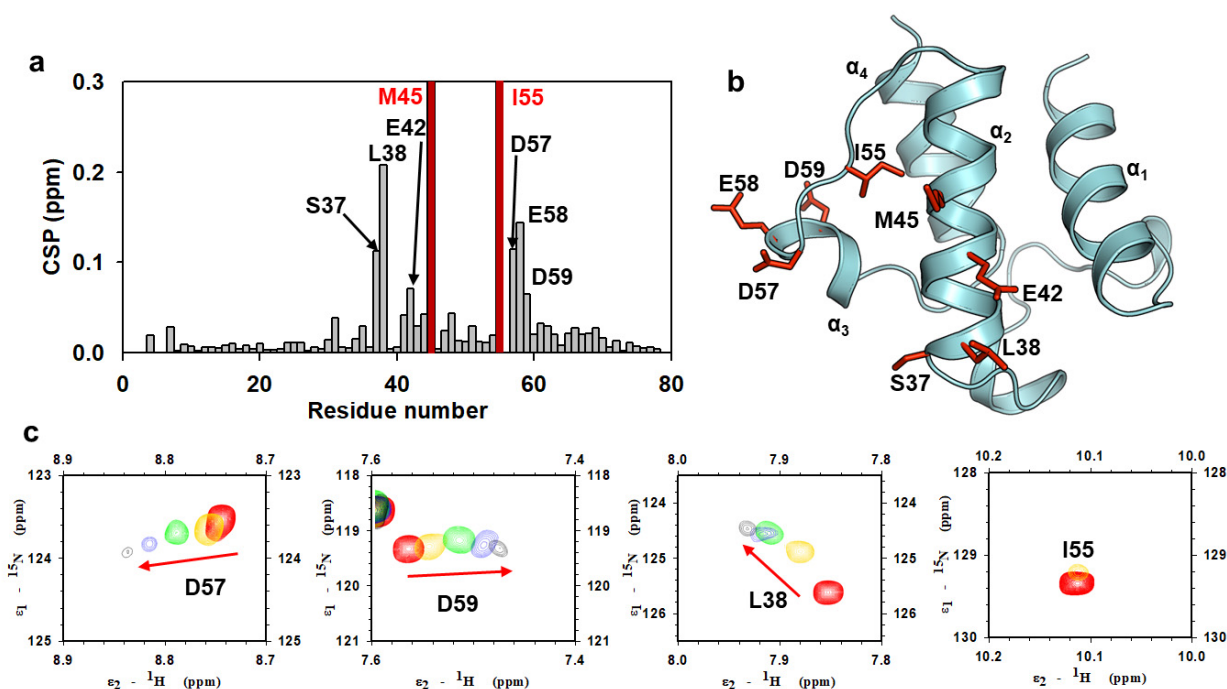 a
CSP (ppm)
0.3
0.2
0.1
0.0
M45
I55
E42
D57
L38
S37
E58
D59
0
20
40
60
80
Residue number
b
α4
α2
α1
I55
D59
E58
M45
D57
E42
α3
L38
S37
c
8.9 8.8 8.7
123 123
124 124
125 125
ε1 - 15N (ppm)
D57
8.9 8.8 8.7
ε2 - 1H (ppm)
7.6 7.4
118 118
119 119
120 120
121 121
ε1 - 15N (ppm)
D59
7.6 7.4
ε2 - 1H (ppm)
8.0 7.9 7.8
124 124
125 125
126 126
ε1 - 15N (ppm)
L38
8.0 7.9 7.8
ε2 - 1H (ppm)
10.2 10.1 10.0
128 128
129 129
130 130
ε1 - 15N (ppm)
I55
10.2 10.1 10.0
ε2 - 1H (ppm)